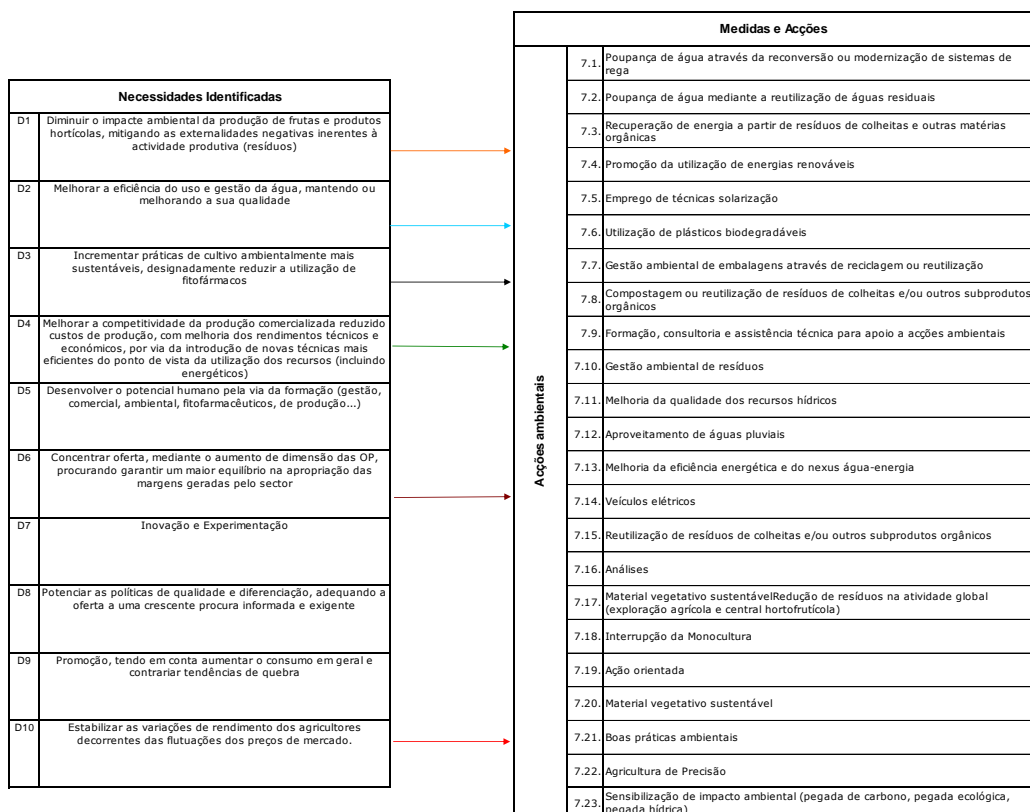 Necessidades Identificadas
D1 Diminuir o impacte ambiental da produção de frutas e produtos
hortícolas, mitigando as externalidades negativas inerentes à
actividade produtiva (resíduos)
D2 Melhorar a eficiência do uso e gestão da água, mantendo ou
melhorando a sua qualidade
D3 Incrementar práticas de cultivo ambientalmente mais
sustentáveis, designadamente reduzir a utilização de
fitofármacos
D4 Melhorar a competitividade da produção comercializada reduzido
custos de produção, com melhoria dos rendimentos técnicos e
económicos, por via da introdução de novas técnicas mais
eficientes do ponto de vista da utilização dos recursos (incluindo
energéticos)
D5 Desenvolver o potencial humano pela via da formação (gestão,
comercial, ambiental, fitofarmacêuticos, de produção...)
D6 Concentrar oferta, mediante o aumento de dimensão das OP,
procurando garantir um maior equilíbrio na apropriação das
margens geradas pelo sector
D7 Inovação e Experimentação
D8 Potenciar as políticas de qualidade e diferenciação, adequando a
oferta a uma crescente procura informada e exigente
D9 Promoção, tendo em conta aumentar o consumo em geral e
contrariar tendências de quebra
D10 Estabilizar as variações de rendimento dos agricultores
decorrentes das flutuações dos preços de mercado.
Medidas e Acções
Acções ambientais
7.1. Poupança de água através da reconversão ou modernização de sistemas de
rega
7.2. Poupança de água mediante a reutilização de águas residuais
7.3. Recuperação de energia a partir de resíduos de colheitas e outras matérias
orgânicas
7.4. Promoção da utilização de energias renováveis
7.5. Emprego de técnicas solarização
7.6. Utilização de plásticos biodegradáveis
7.7. Gestão ambiental de embalagens através de reciclagem ou reutilização
7.8. Compostagem ou reutilização de resíduos de colheitas e/ou outros subprodutos
orgânicos
7.9. Formação, consultoria e assistência técnica para apoio a acções ambientais
7.10. Gestão ambiental de resíduos
7.11. Melhoria da qualidade dos recursos hídricos
7.12. Aproveitamento de águas pluviais
7.13. Melhoria da eficiência energética e do nexus água-energia
7.14. Veículos elétricos
7.15. Reutilização de resíduos de colheitas e/ou outros subprodutos orgânicos
7.16. Análises
7.17. Material vegetativo sustentávelRedução de resíduos na atividade global
(exploração agrícola e central hortofrutícola)
7.18. Interrupção da Monocultura
7.19. Ação orientada
7.20. Material vegetativo sustentável
7.21. Boas práticas ambientais
7.22. Agricultura de Precisão
7.23. Sensibilização de impacto ambiental (pegada de carbono, pegada ecológica,
pegada hídrica)